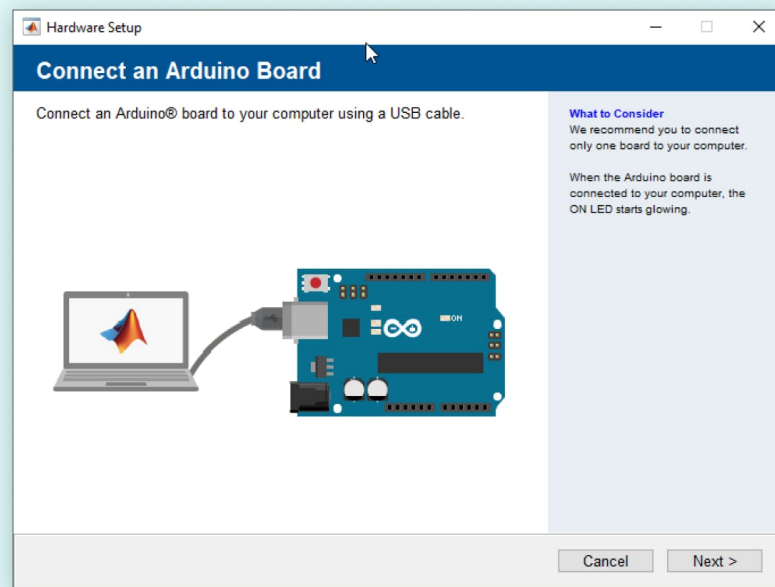 Hardware Setup
Connect an Arduino Board
Connect an Arduino® board to your computer using a USB cable.
What to Consider
We recommend you to connect
only one board to your computer.
When the Arduino board is
connected to your computer, the
ON LED starts glowing.
ON
Cancel
Next >